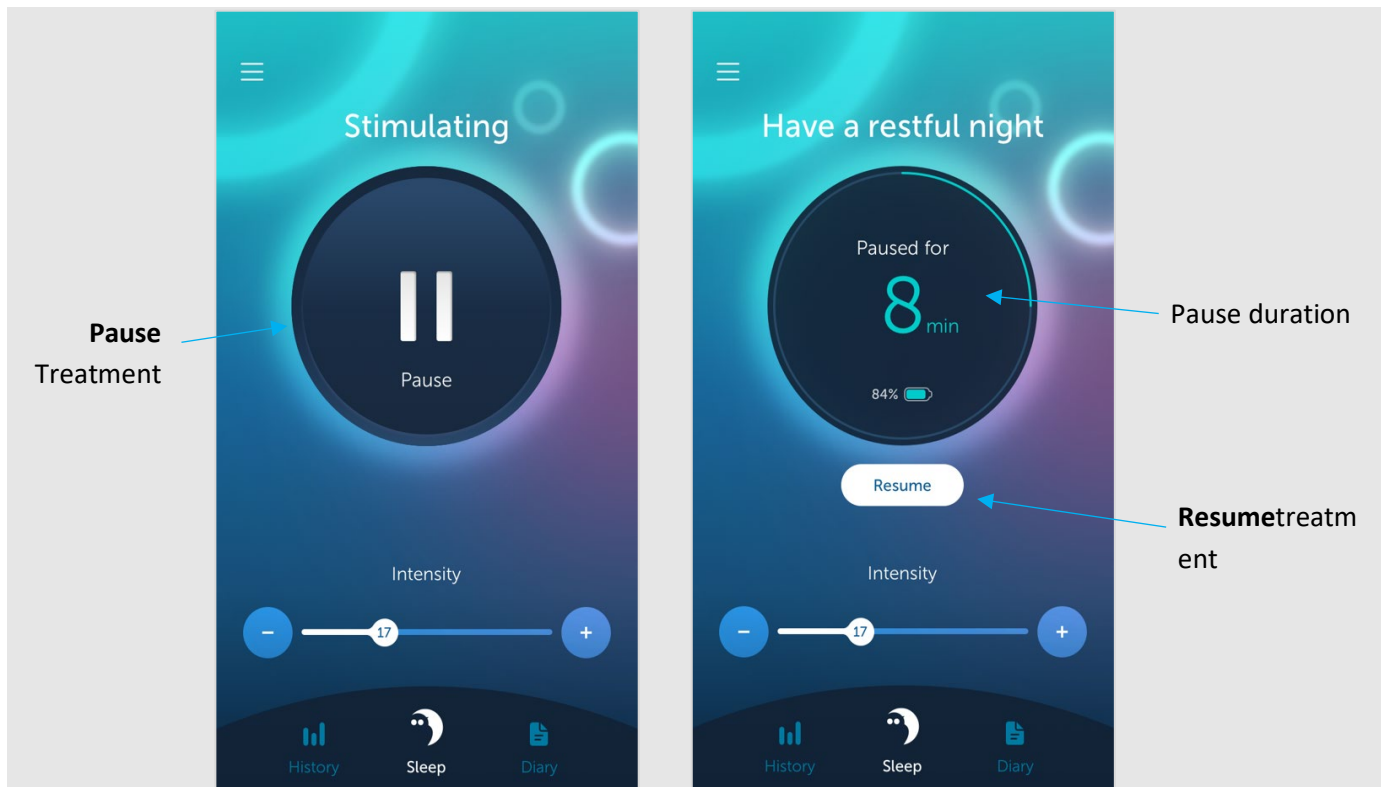 Stimulating
Pause
Pause
Treatment
Intensity
−
17
+
History
Sleep
Diary
Have a restful night
Paused for
8 min
84%
Pause duration
Resume
Resumetreatm
ent
Intensity
−
17
+
History
Sleep
Diary